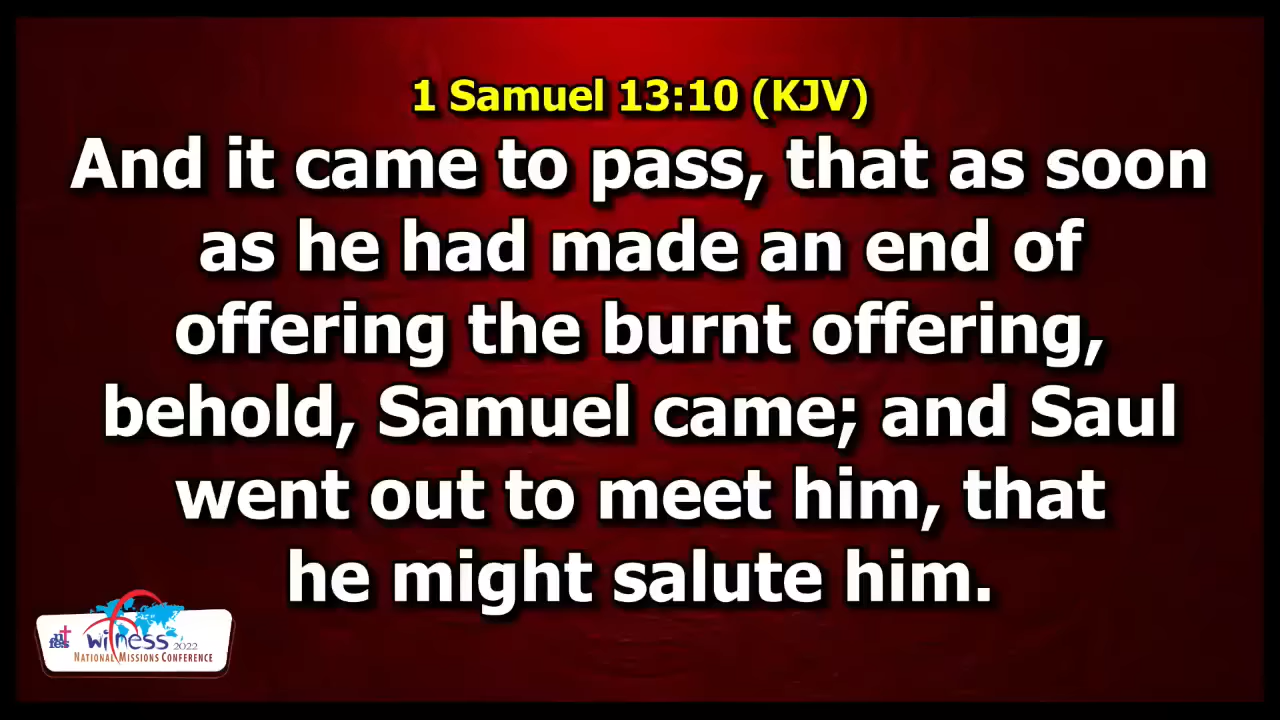 1 Samuel 13:10 (KJV)
And it came to pass, that as soon
as he had made an end of
offering the burnt offering,
behold, Samuel came; and Saul
went out to meet him, that
he might salute him.
nifes witness 2022
NATIONAL MISSIONS CONFERENCE